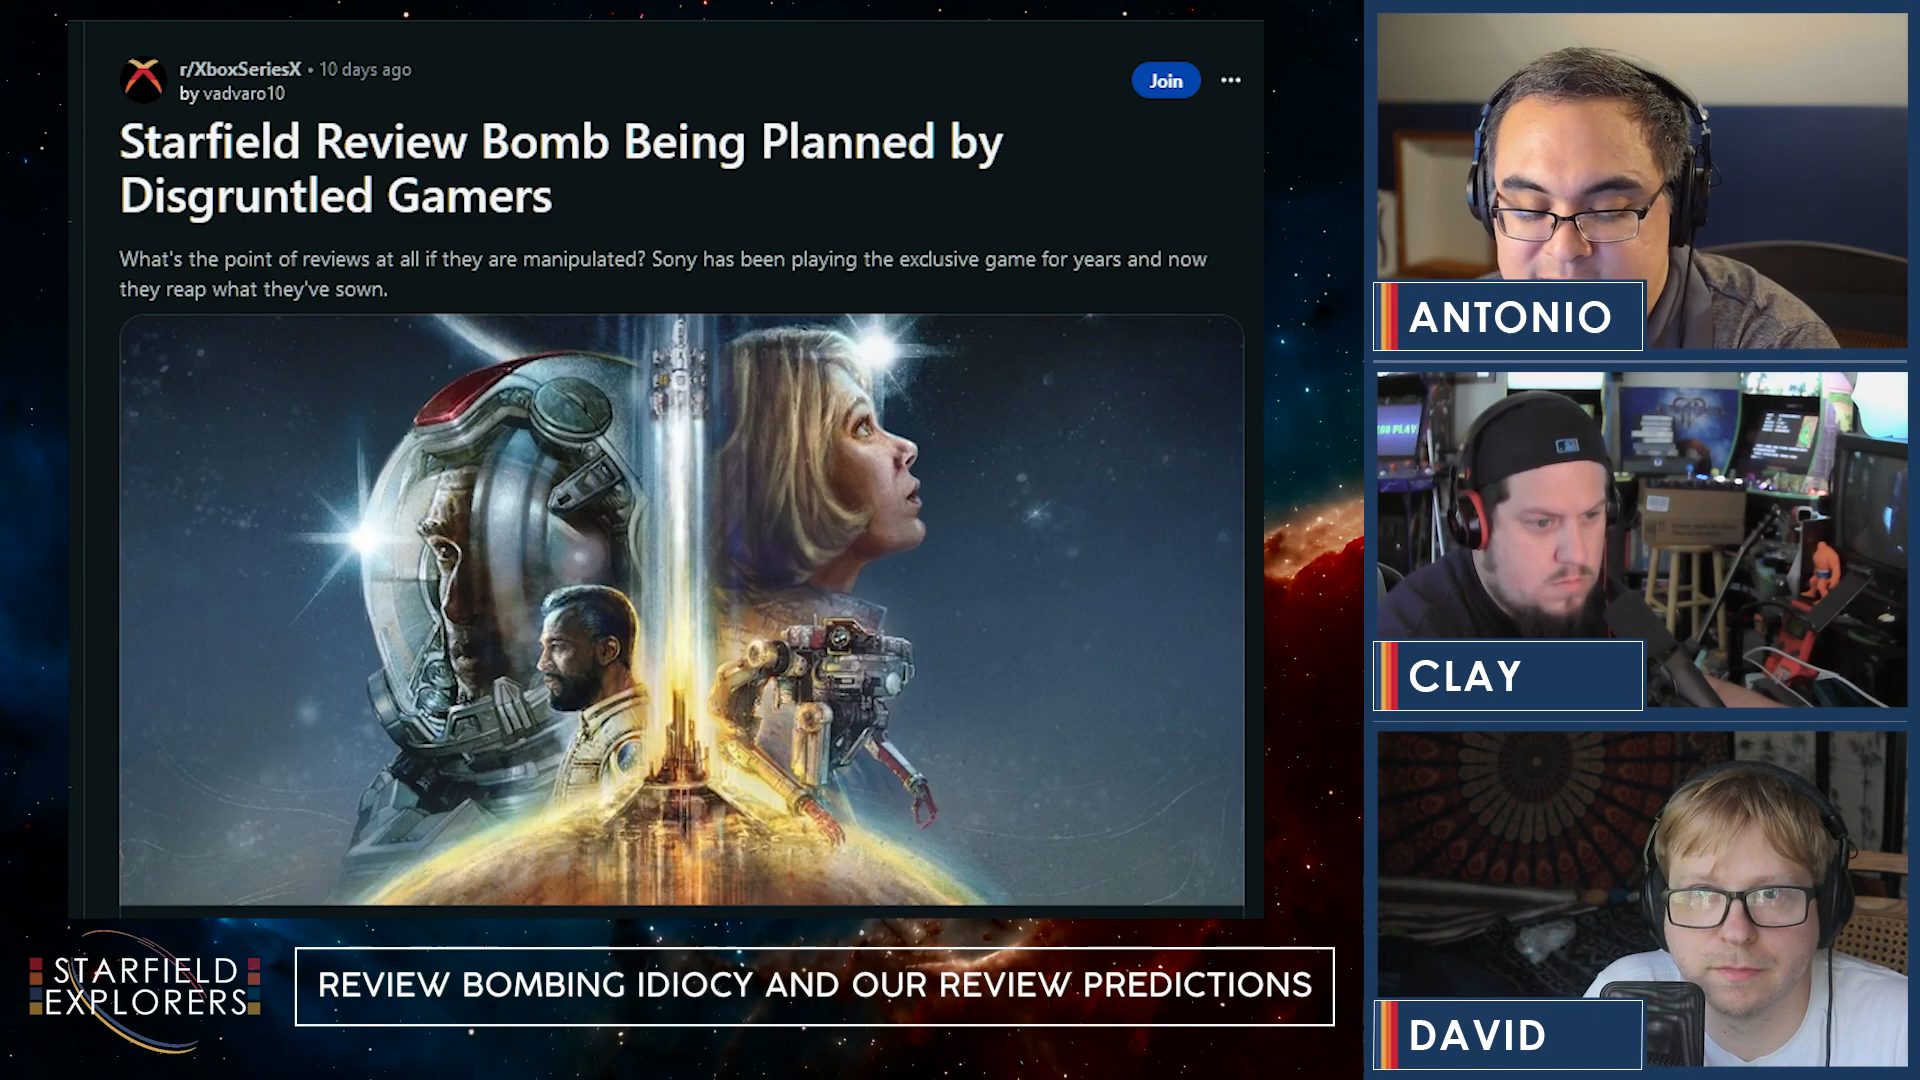 r/XboxSeriesX • 10 days ago
by vadvaro10
Join
Starfield Review Bomb Being Planned by
Disgruntled Gamers
What's the point of reviews at all if they are manipulated? Sony has been playing the exclusive game for years and now
they reap what they've sown.
STARFIELD
EXPLORERS
REVIEW BOMBING IDIOCY AND OUR REVIEW PREDICTIONS
ANTONIO
CLAY
DAVID